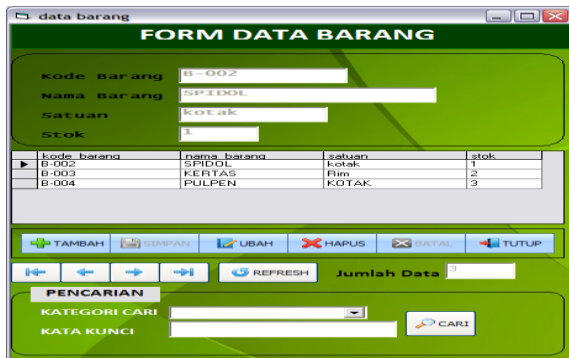 data barang
FORM DATA BARANG
Kode Barang B-002
Nama Barang SPIDOL
Satuan kotak
Stok 1
kode_barang nama_barang satuan stok
B-002 SPIDOL kotak 1
B-003 KERTAS Rim 2
B-004 PULPEN KOTAK 3
TAMBAH SIMPAN UBAH HAPUS BATAL TUTUP
REFRESH Jumlah Data 3
PENCARIAN
KATEGORI CARI
CARI
KATA KUNCI